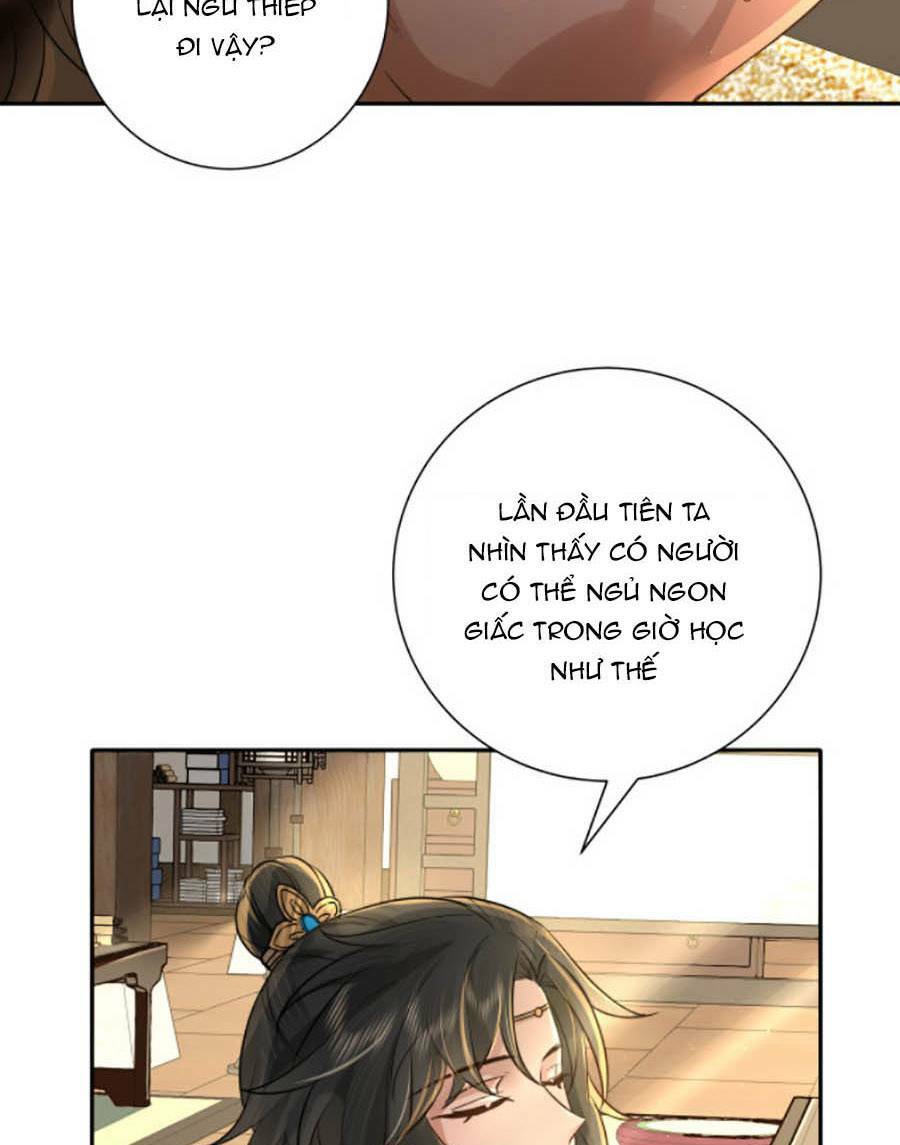 LẠI NGỦ THIẾP
ĐI VẬY?
LẦN ĐẦU TIÊN TA
NHÌN THẤY CÓ NGƯỜI
CÓ THỂ NGỦ NGON
GIẤC TRONG GIỜ HỌC
NHƯ THẾ